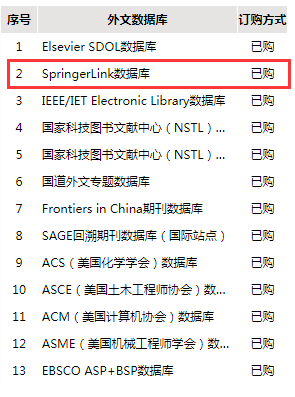 序号 外文数据库 订购方式
1 Elsevier SDOL数据库 已购
2 SpringerLink数据库 已购
3 IEEE/IET Electronic Library数据库 已购
4 国家科技图书文献中心（NSTL）... 已购
5 国家科技图书文献中心（NSTL）... 已购
6 国道外文专题数据库 已购
7 Frontiers in China期刊数据库 已购
8 SAGE回溯期刊数据库（国际站点） 已购
9 ACS（美国化学学会）数据库 已购
10 ASCE（美国土木工程师协会）数... 已购
11 ACM（美国计算机协会）数据库 已购
12 ASME（美国机械工程师学会）数... 已购
13 EBSCO ASP+BSP数据库 已购